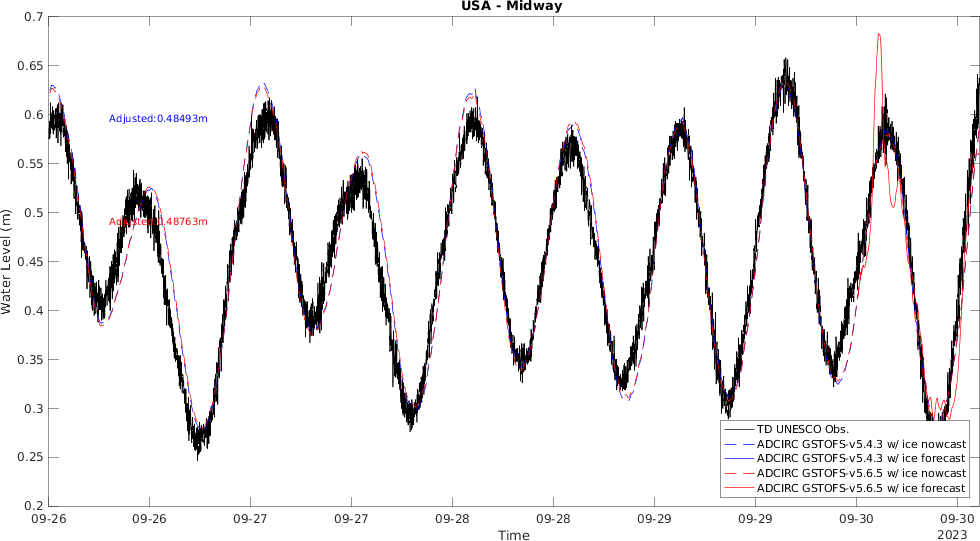 USA - Midway
0.7
0.65
0.6
0.55
0.5
0.45
0.4
0.35
0.3
0.25
0.2
Water Level (m)
Adjusted:0.48493m
Adjusted:0.48763m
TD UNESCO Obs.
ADCIRC GSTOFS-v5.4.3 w/ ice nowcast
ADCIRC GSTOFS-v5.4.3 w/ ice forecast
ADCIRC GSTOFS-v5.6.5 w/ ice nowcast
ADCIRC GSTOFS-v5.6.5 w/ ice forecast
09-26 09-26 09-27 09-27 09-28 09-28 09-29 09-29 09-30 09-30
Time
2023